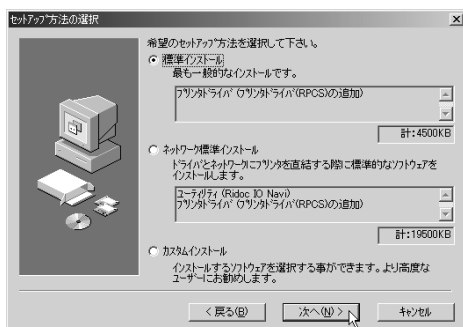 セットアップ方法の選択
希望のセットアップ方法を選択して下さい。
標準インストール
最も一般的なインストールです。
プリンタドライバ (プリンタドライバ(RPCS)の追加)
計:4500KB
ネットワーク標準インストール
ドライバとネットワークにプリンタを直結する際に標準的なソフトウェアを
インストールします。
ユーティリティ (Ridoc IO Navi)
プリンタドライバ (プリンタドライバ(RPCS)の追加)
計:19500KB
カスタムインストール
インストールするソフトウェアを選択する事ができます。より高度な
ユーザーにお勧めします。
< 戻る(B)
次へ(N) >
キャンセル